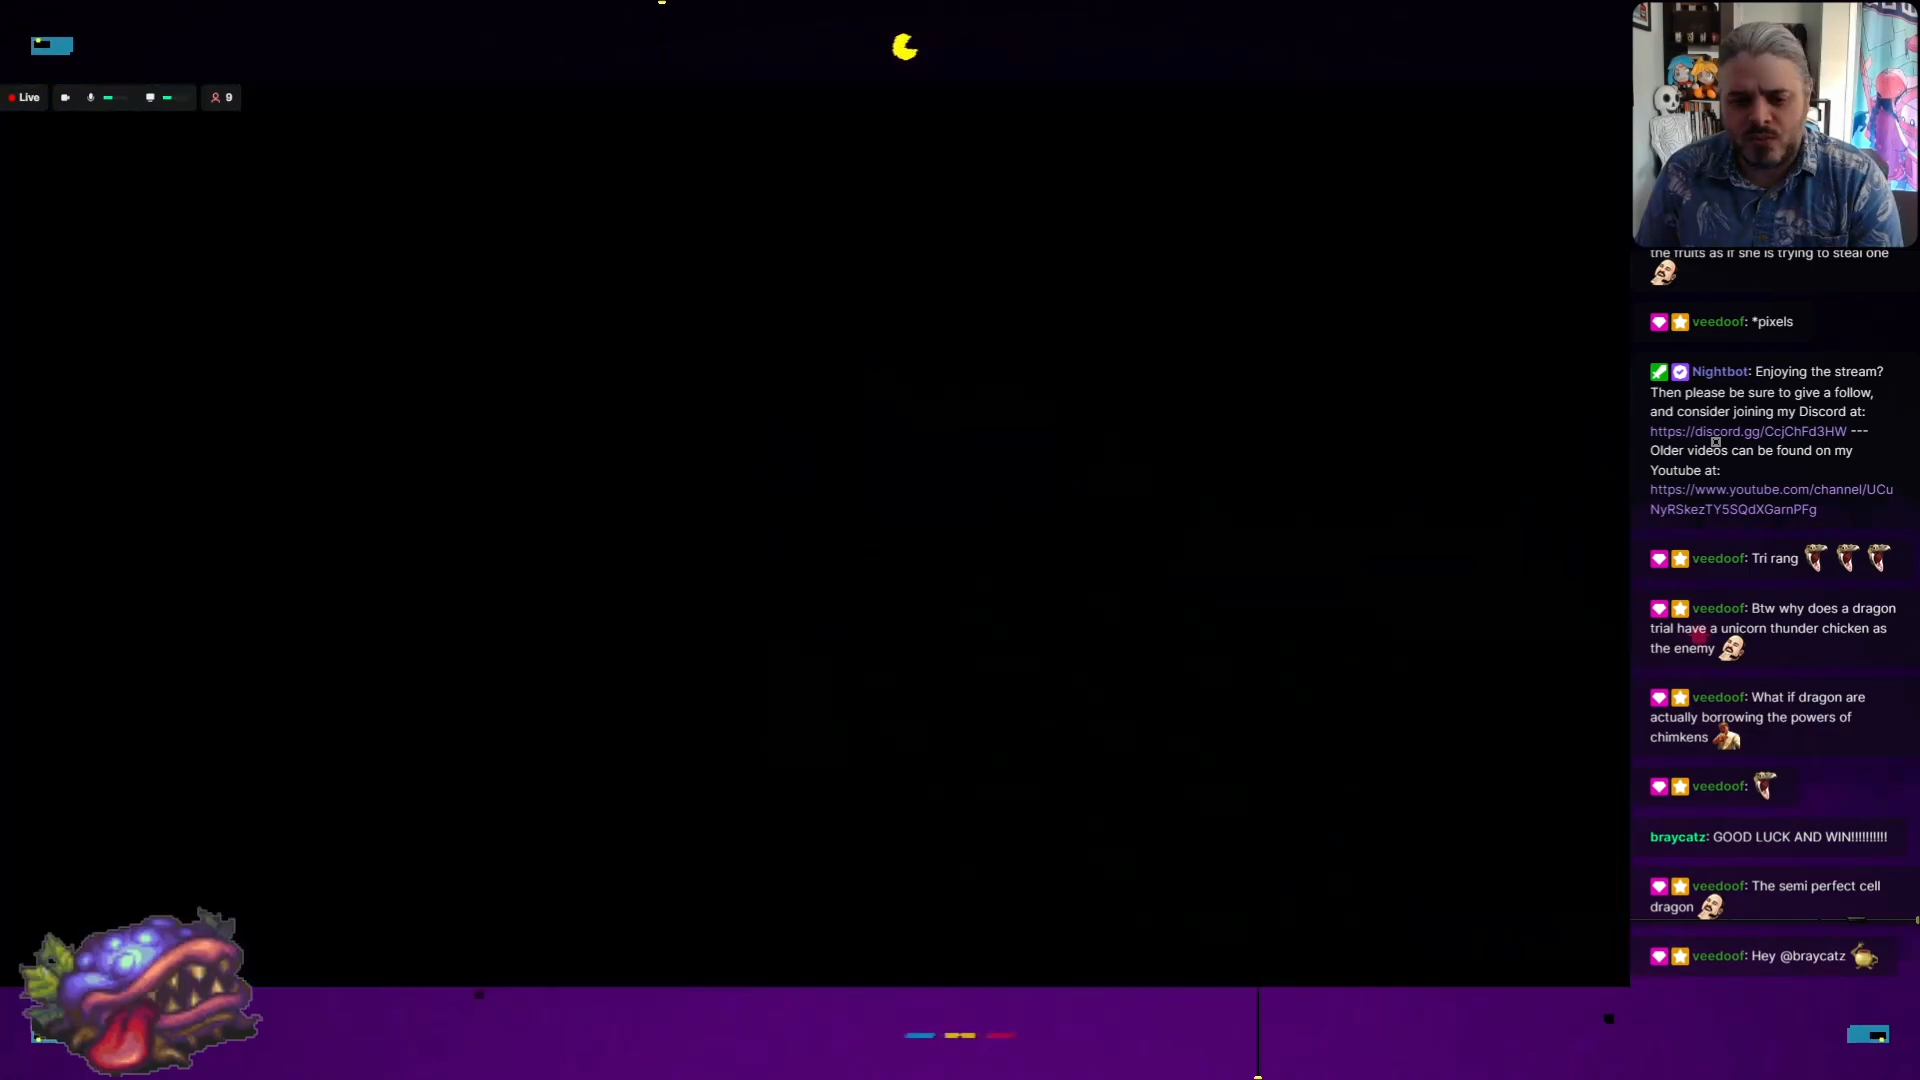 Live
9
the fruits as if she is trying to steal one
veedoof: *pixels
Nightbot: Enjoying the stream?
Then please be sure to give a follow,
and consider joining my Discord at:
https://discord.gg/CcjChFd3HW ---
Older videos can be found on my
Youtube at:
https://www.youtube.com/channel/UCu
NyRSkezTY5SQdXGarnPFg
veedoof: Tri rang
veedoof: Btw why does a dragon
trial have a unicorn thunder chicken as
the enemy
veedoof: What if dragon are
actually borrowing the powers of
chimkens
veedoof:
braycatz: GOOD LUCK AND WIN!!!!!!!!!!
veedoof: The semi perfect cell
dragon
veedoof: Hey @braycatz